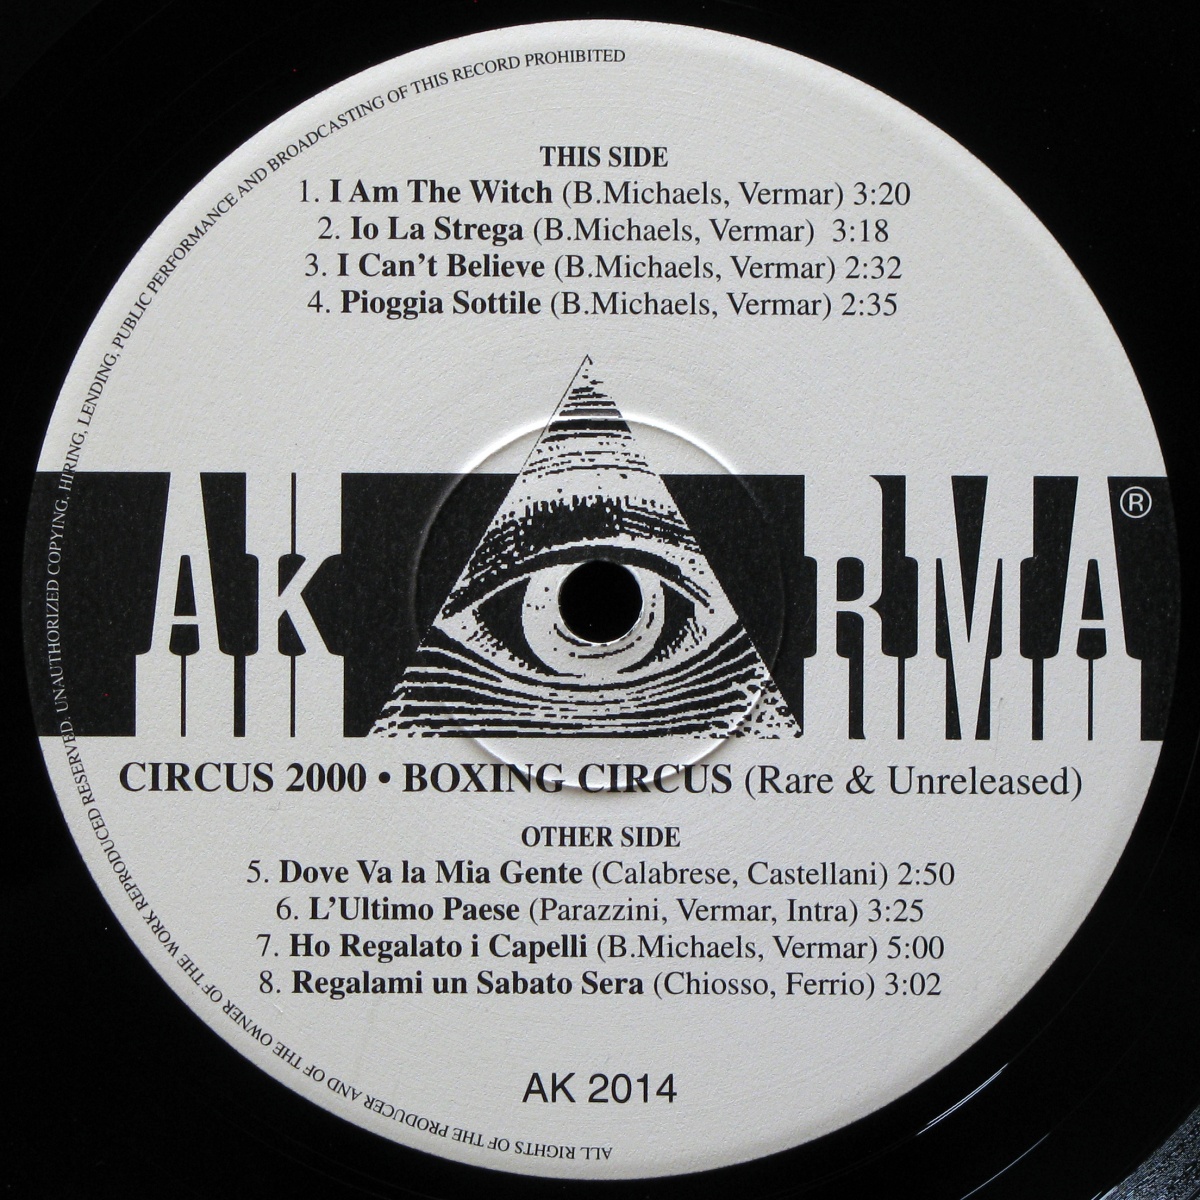 ALL RIGHTS OF THE PRODUCER AND OF THE OWNER OF THE WORK REPRODUCED RESERVED. UNAUTHORIZED COPYING, HIRING, LENDING, PUBLIC PERFORMANCE AND BROADCASTING OF THIS RECORD PROHIBITED
THIS SIDE
1. I Am The Witch (B.Michaels, Vermar) 3:20
2. Io La Strega (B.Michaels, Vermar) 3:18
3. I Can't Believe (B.Michaels, Vermar) 2:32
4. Pioggia Sottile (B.Michaels, Vermar) 2:35
AKARMA ®
CIRCUS 2000 • BOXING CIRCUS (Rare & Unreleased)
OTHER SIDE
5. Dove Va la Mia Gente (Calabrese, Castellani) 2:50
6. L'Ultimo Paese (Parazzini, Vermar, Intra) 3:25
7. Ho Regalato i Capelli (B.Michaels, Vermar) 5:00
8. Regalami un Sabato Sera (Chiosso, Ferrio) 3:02
AK 2014